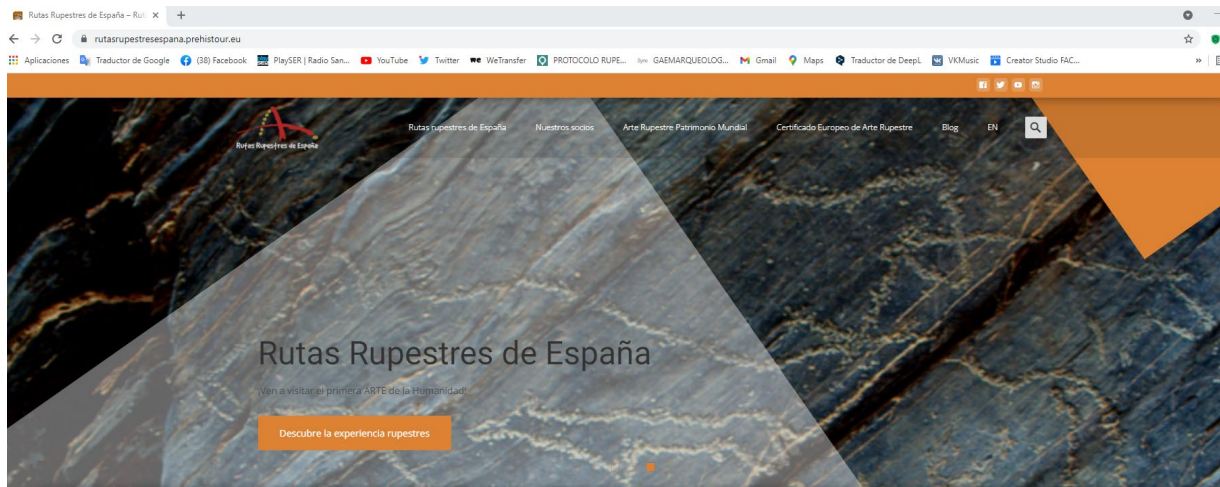 Rutas Rupestres de España – Rut
rutasrupestresespana.prehistour.eu
Aplicaciones Traductor de Google (38) Facebook PlaySER | Radio San... YouTube Twitter WeTransfer PROTOCOLO RUPE... GAEMARQUEOLOG... Gmail Maps Traductor de DeepL VKMusic Creator Studio FAC... »
Rutas Rupestres de España
Rutas rupestres de España Nuestros socios Arte Rupestre Patrimonio Mundial Certificado Europeo de Arte Rupestre Blog EN
Rutas Rupestres de España
¡Ven a visitar el primera ARTE de la Humanidad!
Descubre la experiencia rupestres